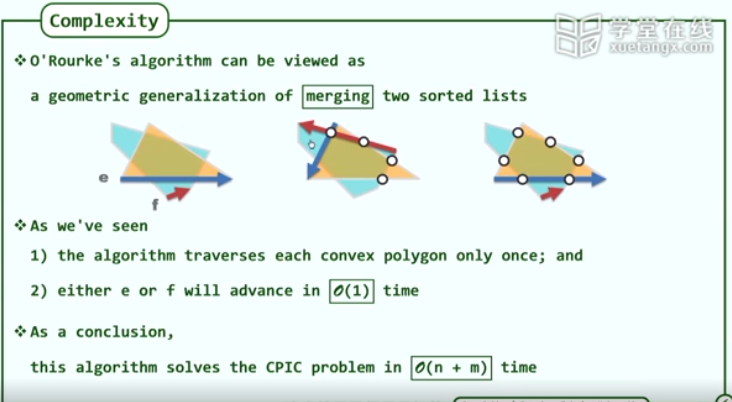 Complexity
学堂在线
xuetangx.com
❖O'Rourke's algorithm can be viewed as
a geometric generalization of merging two sorted lists
e
f
❖As we've seen
1) the algorithm traverses each convex polygon only once; and
2) either e or f will advance in O(1) time
❖As a conclusion,
this algorithm solves the CPIC problem in O(n + m) time